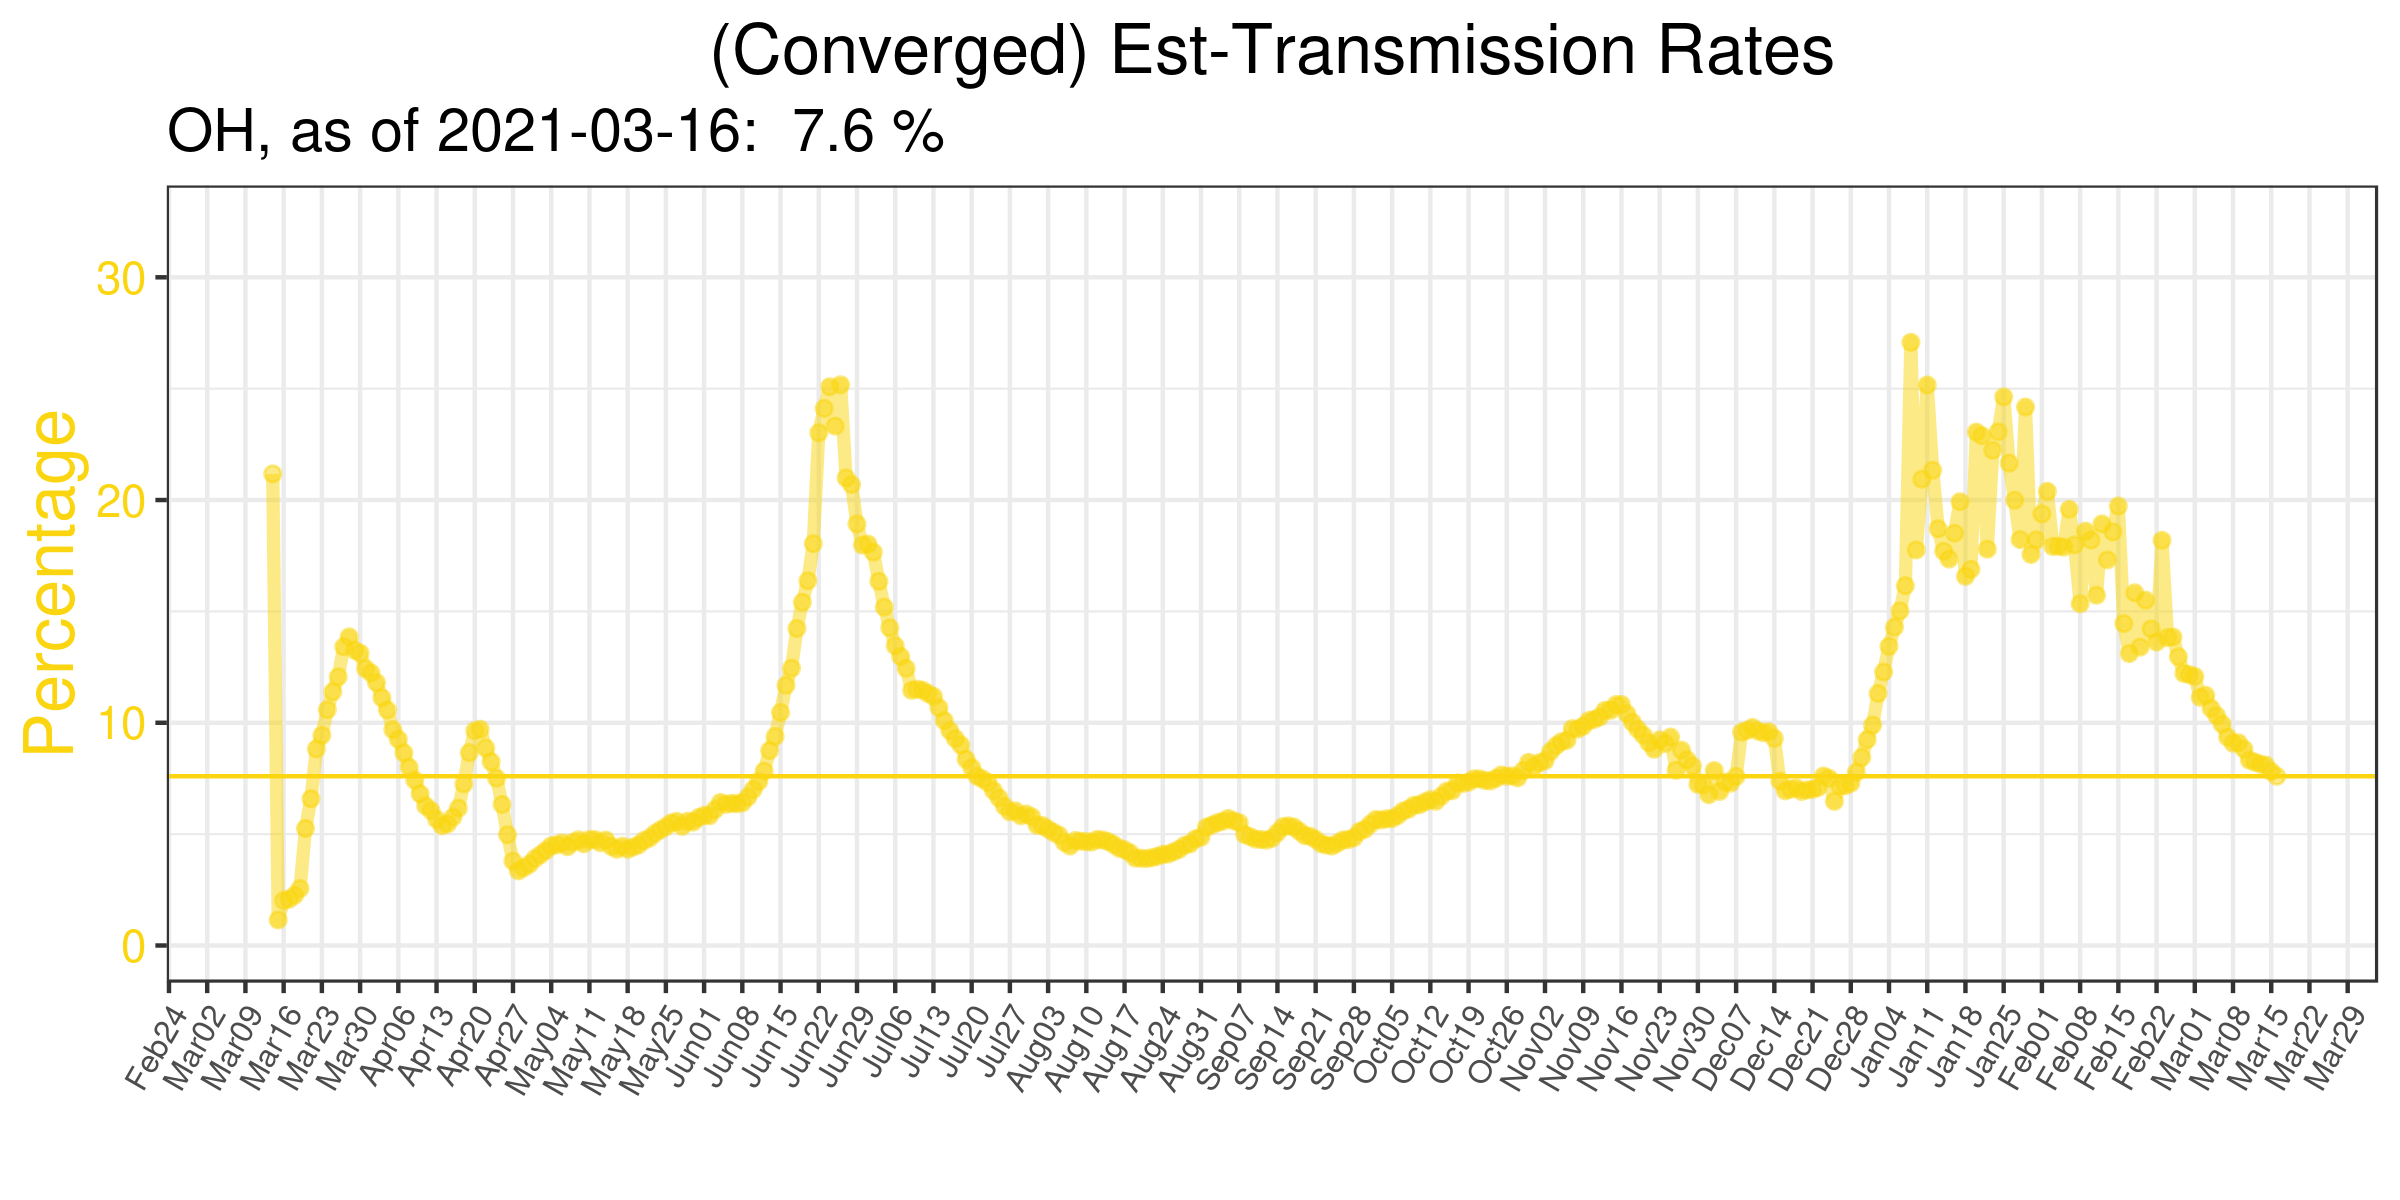 (Converged) Est-Transmission Rates
OH, as of 2021-03-16:  7.6 %
Percentage
30
20
10
0
Feb24
Mar02
Mar09
Mar16
Mar23
Mar30
Apr06
Apr13
Apr20
Apr27
May04
May11
May18
May25
Jun01
Jun08
Jun15
Jun22
Jun29
Jul06
Jul13
Jul20
Jul27
Aug03
Aug10
Aug17
Aug24
Aug31
Sep07
Sep14
Sep21
Sep28
Oct05
Oct12
Oct19
Oct26
Nov02
Nov09
Nov16
Nov23
Nov30
Dec07
Dec14
Dec21
Dec28
Jan04
Jan11
Jan18
Jan25
Feb01
Feb08
Feb15
Feb22
Mar01
Mar08
Mar15
Mar22
Mar29